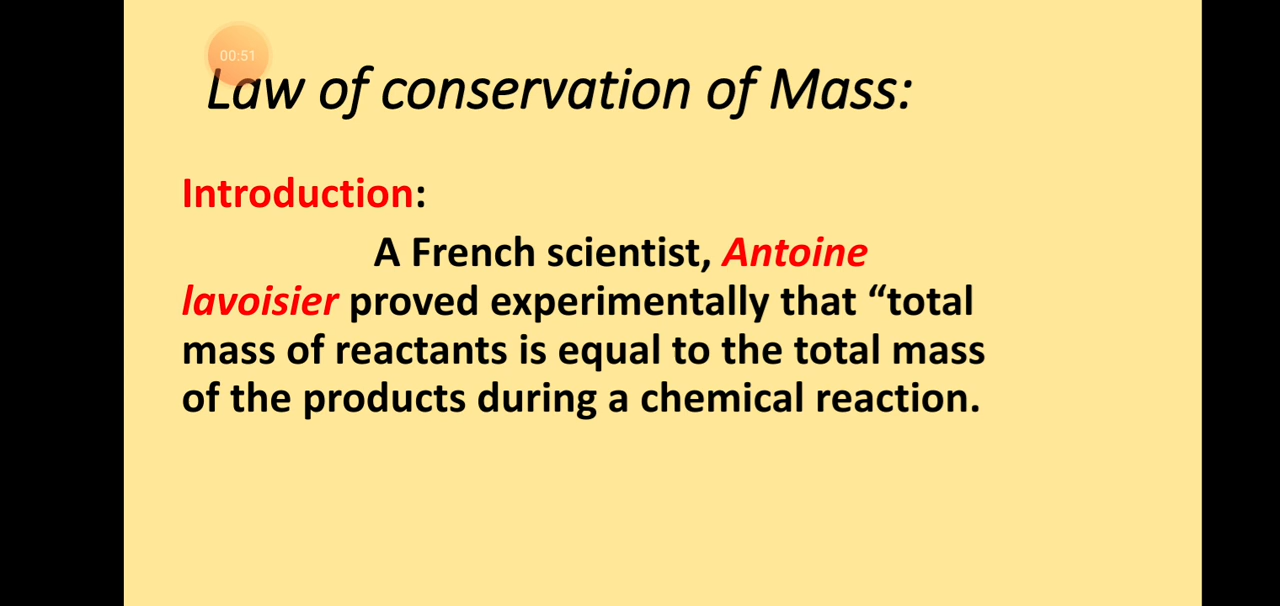 00:51
Law of conservation of Mass:
Introduction:
A French scientist, Antoine
lavoisier proved experimentally that “total
mass of reactants is equal to the total mass
of the products during a chemical reaction.